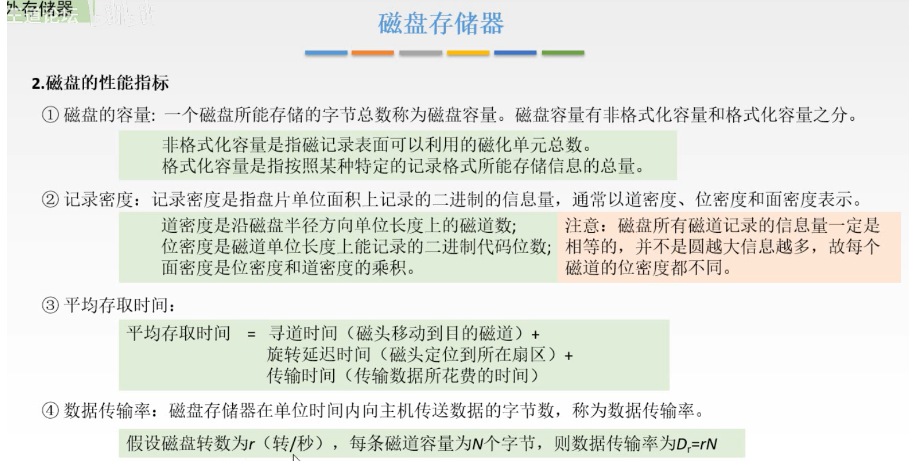 外存储器
磁盘存储器
2.磁盘的性能指标
① 磁盘的容量: 一个磁盘所能存储的字节总数称为磁盘容量。磁盘容量有非格式化容量和格式化容量之分。
非格式化容量是指磁记录表面可以利用的磁化单元总数。
格式化容量是指按照某种特定的记录格式所能存储信息的总量。
② 记录密度：记录密度是指盘片单位面积上记录的二进制的信息量，通常以道密度、位密度和面密度表示。
道密度是沿磁盘半径方向单位长度上的磁道数;
位密度是磁道单位长度上能记录的二进制代码位数;
面密度是位密度和道密度的乘积。
注意：磁盘所有磁道记录的信息量一定是
相等的，并不是圆越大信息越多，故每个
磁道的位密度都不同。
③ 平均存取时间：
平均存取时间 = 寻道时间（磁头移动到目的磁道）+
旋转延迟时间（磁头定位到所在扇区）+
传输时间（传输数据所花费的时间）
④ 数据传输率：磁盘存储器在单位时间内向主机传送数据的字节数，称为数据传输率。
假设磁盘转数为r（转/秒），每条磁道容量为N个字节，则数据传输率为Dr=rN